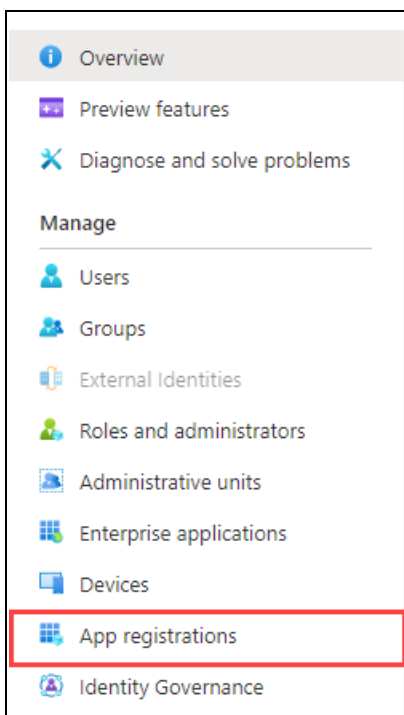 Overview
Preview features
Diagnose and solve problems
Manage
Users
Groups
External Identities
Roles and administrators
Administrative units
Enterprise applications
Devices
App registrations
Identity Governance